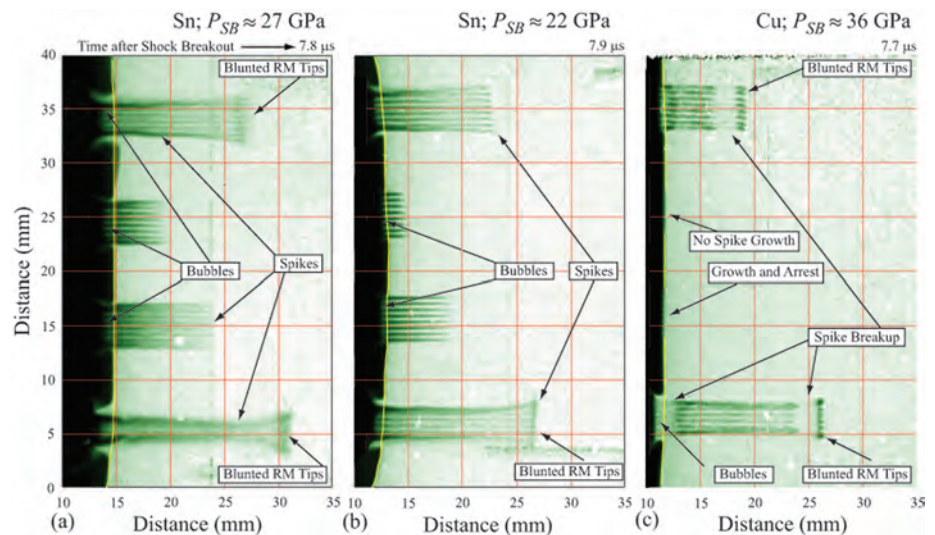 Sn; P_SB ≈ 27 GPa
Sn; P_SB ≈ 22 GPa
Cu; P_SB ≈ 36 GPa
Time after Shock Breakout
7.8 μs
7.9 μs
7.7 μs
Distance (mm)
40
35
30
25
20
15
10
5
0
Blunted RM Tips
Bubbles
Spikes
Blunted RM Tips
10
15
20
25
30
35
(a)
Distance (mm)
Bubbles
Spikes
Blunted RM Tips
10
15
20
25
30
35
(b)
Distance (mm)
Blunted RM Tips
No Spike Growth
Growth and Arrest
Spike Breakup
Bubbles
Blunted RM Tips
10
15
20
25
30
35
(c)
Distance (mm)